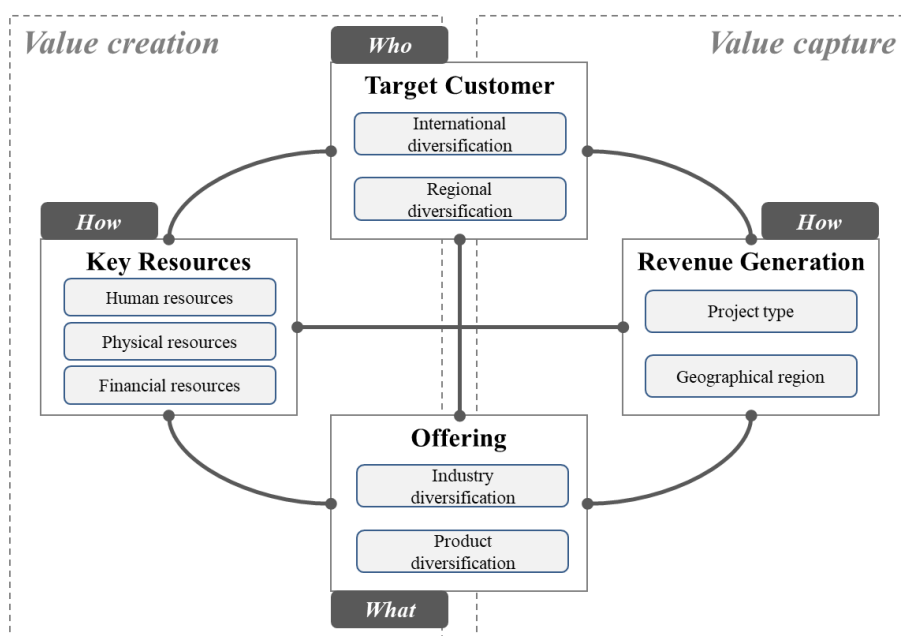 Value creation
Value capture
Who
Target Customer
International
diversification
Regional
diversification
How
Key Resources
Human resources
Physical resources
Financial resources
How
Revenue Generation
Project type
Geographical region
Offering
Industry
diversification
Product
diversification
What